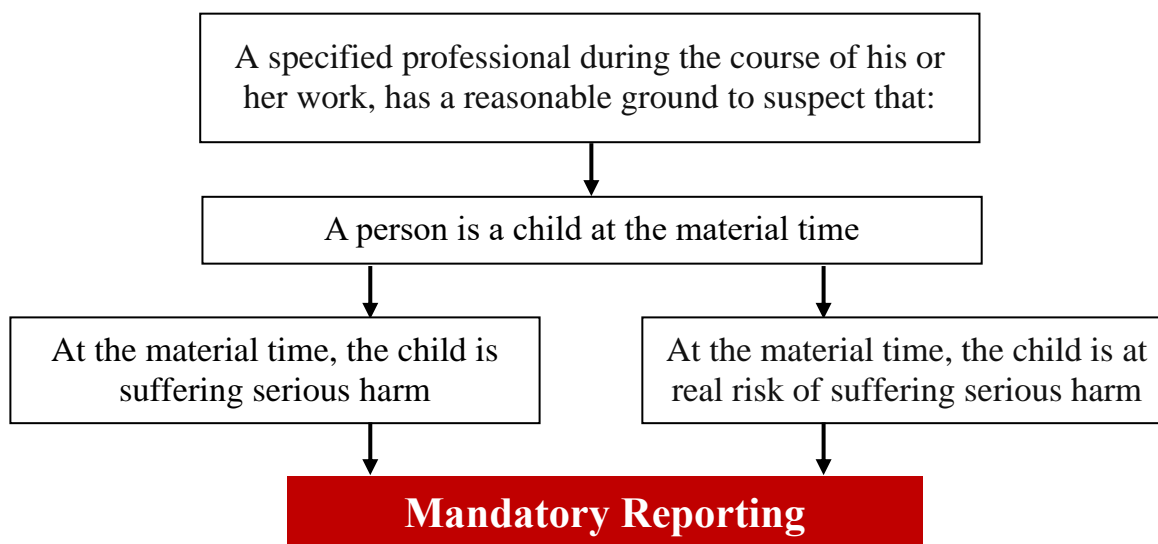 A specified professional during the course of his or
her work, has a reasonable ground to suspect that:
A person is a child at the material time
At the material time, the child is
suffering serious harm
At the material time, the child is at
real risk of suffering serious harm
Mandatory Reporting